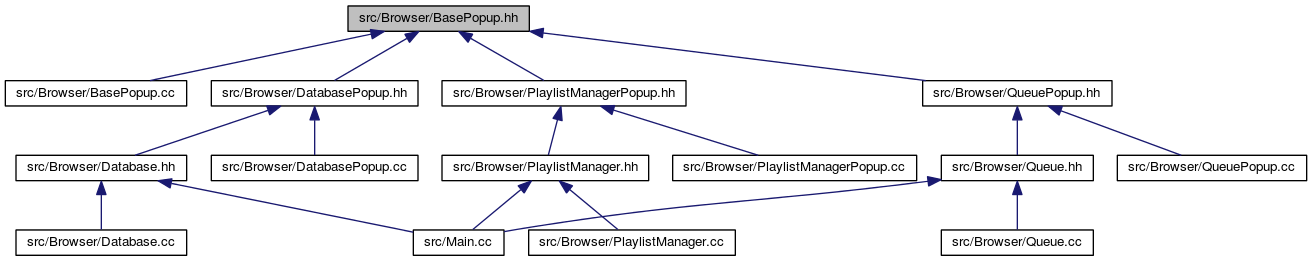 src/Browser/BasePopup.hh
src/Browser/BasePopup.cc
src/Browser/DatabasePopup.hh
src/Browser/PlaylistManagerPopup.hh
src/Browser/QueuePopup.hh
src/Browser/Database.hh
src/Browser/DatabasePopup.cc
src/Browser/PlaylistManager.hh
src/Browser/PlaylistManagerPopup.cc
src/Browser/Queue.hh
src/Browser/QueuePopup.cc
src/Browser/Database.cc
src/Main.cc
src/Browser/PlaylistManager.cc
src/Browser/Queue.cc